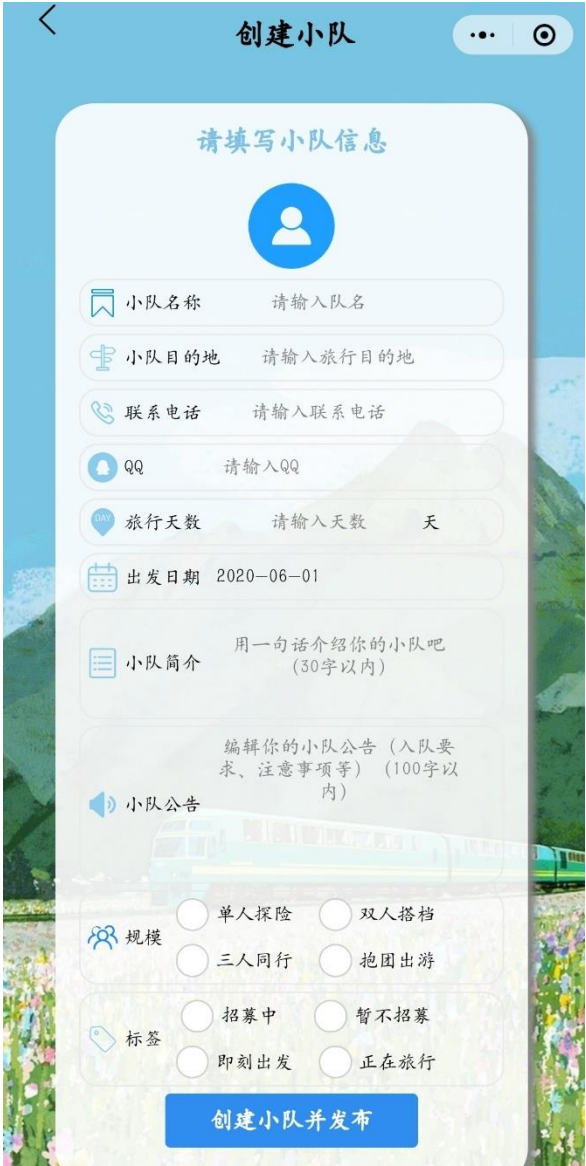 创建小队
请填写小队信息
小队名称 请输入队名
小队目的地 请输入旅行目的地
联系电话 请输入联系电话
QQ 请输入QQ
DAY 旅行天数 请输入天数 天
出发日期 2020-06-01
小队简介
用一句话介绍你的小队吧
(30字以内)
小队公告
编辑你的小队公告（入队要
求、注意事项等）（100字以
内）
规模
单人探险 双人搭档
三人同行 抱团出游
标签
招募中 暂不招募
即刻出发 正在旅行
创建小队并发布